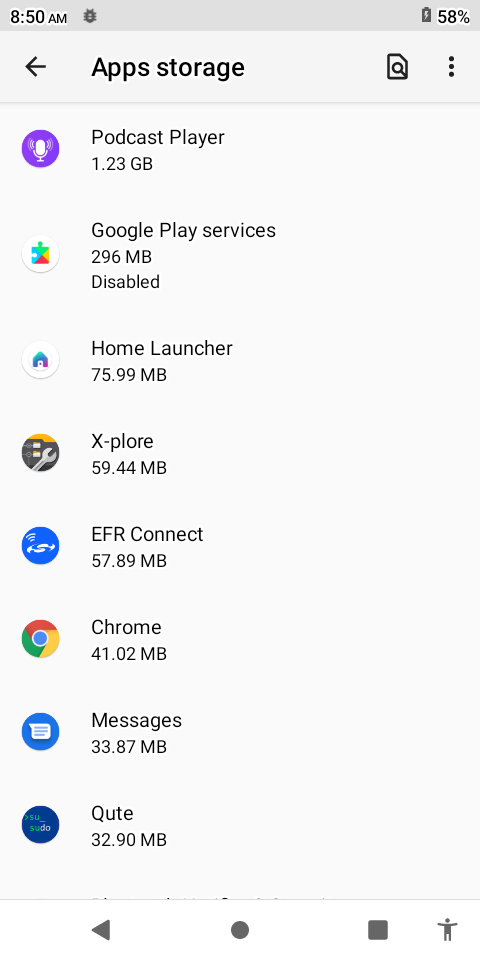 8:50 AM
58%
Apps storage
Podcast Player
1.23 GB
Google Play services
296 MB
Disabled
Home Launcher
75.99 MB
X-plore
59.44 MB
EFR Connect
57.89 MB
Chrome
41.02 MB
Messages
33.87 MB
>su_
sudo
Qute
32.90 MB